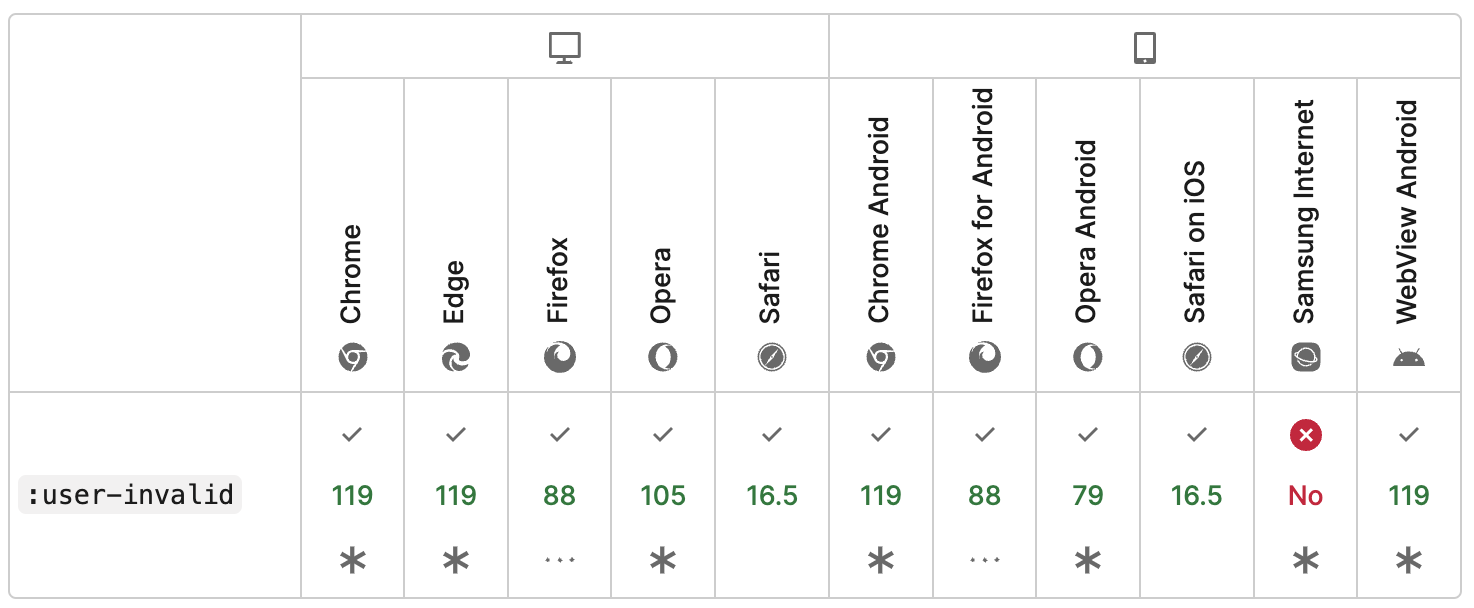 Chrome
Edge
Firefox
Opera
Safari
Chrome Android
Firefox for Android
Opera Android
Safari on iOS
Samsung Internet
WebView Android
:user-invalid
119
119
88
105
16.5
119
88
79
16.5
No
119
* * ... * * ... * * *